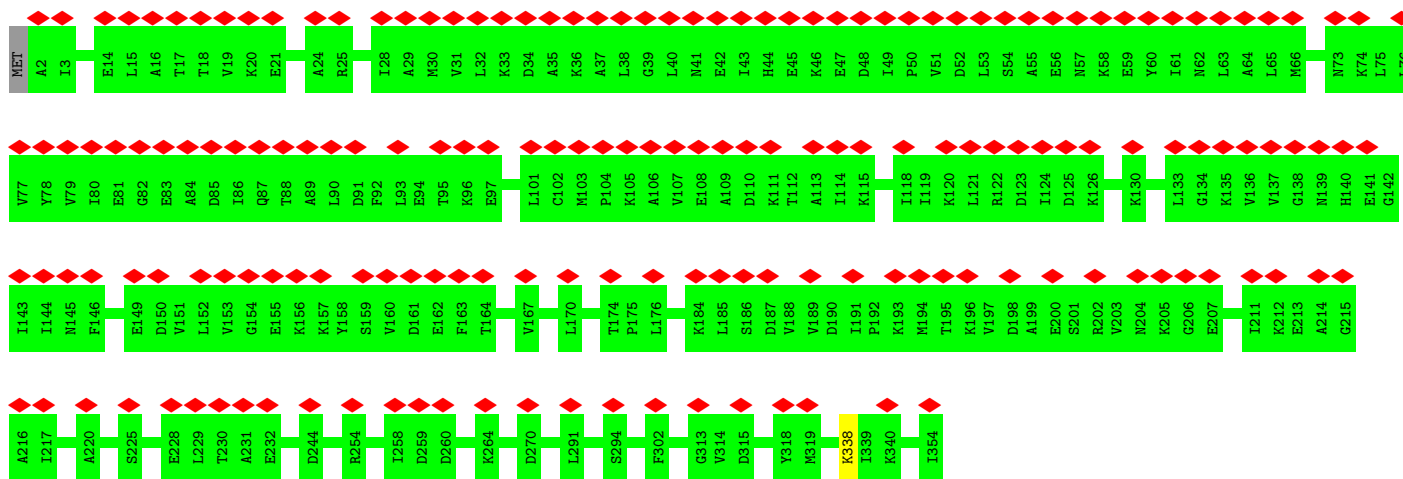 MET A2 I3 E14 L15 A16 T17 T18 V19 K20 E21 A24 R25 I28 A29 M30 V31 L32 K33 D34 A35 K36 A37 L38 G39 L40 N41 E42 I43 H44 E45 K46 E47 D48 I49 P50 V51 D52 L53 S54 A55 E56 N57 K58 E59 Y60 I61 N62 L63 A64 L65 M66 N73 K74 L75
V77 Y78 V79 I80 E81 G82 E83 A84 D85 I86 Q87 T88 A89 L90 D91 F92 L93 E94 T95 K96 E97 L101 C102 M103 P104 K105 A106 V107 E108 A109 D110 K111 T112 A113 I114 K115 I118 I119 K120 L121 R122 D123 I124 D125 K126 K130 L133 G134 K135 V136 V137 G138 N139 H140 E141 G142
I143 I144 N145 F146 E149 D150 V151 L152 V153 G154 E155 K156 K157 Y158 S159 V160 D161 E162 F163 T164 V167 L170 T174 P175 L176 K184 L185 S186 D187 V188 V189 D190 I191 P192 K193 M194 T195 K196 V197 D198 A199 E200 S201 R202 V203 N204 K205 G206 E207 I211 K212 E213 A214 G215
A216 I217 A220 S225 E228 L229 T230 A231 E232 D244 R254 I258 D259 D260 K264 D270 L291 S294 F302 G313 V314 D315 Y318 M319 K338 I339 K340 I354